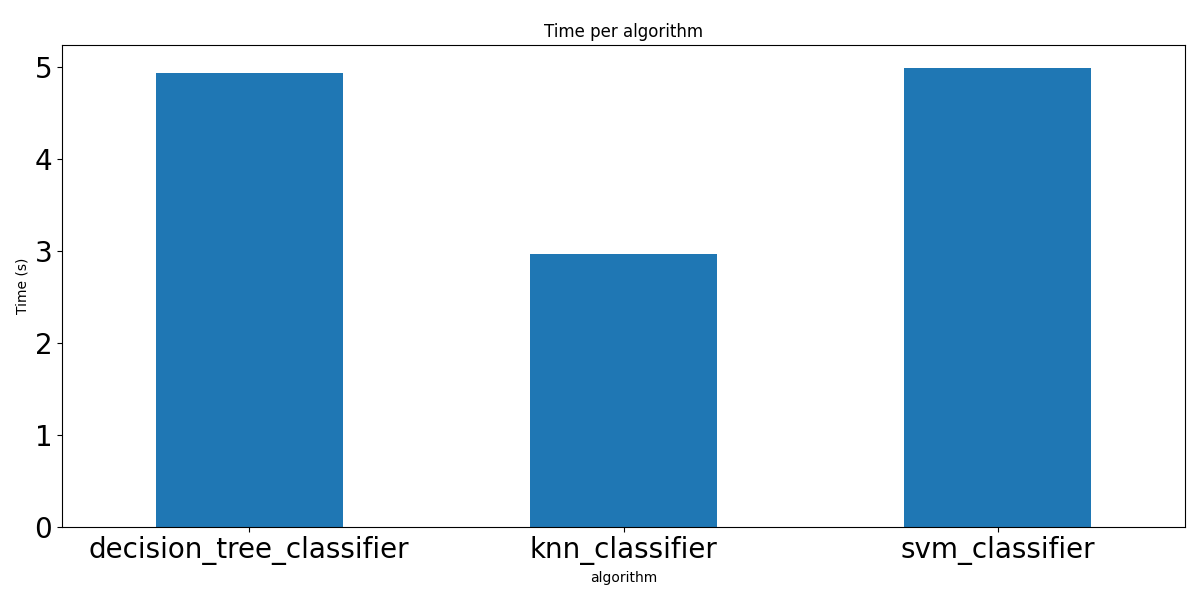 Time per algorithm
Time (s)
5
4
3
2
1
0
decision_tree_classifier
knn_classifier
svm_classifier
algorithm